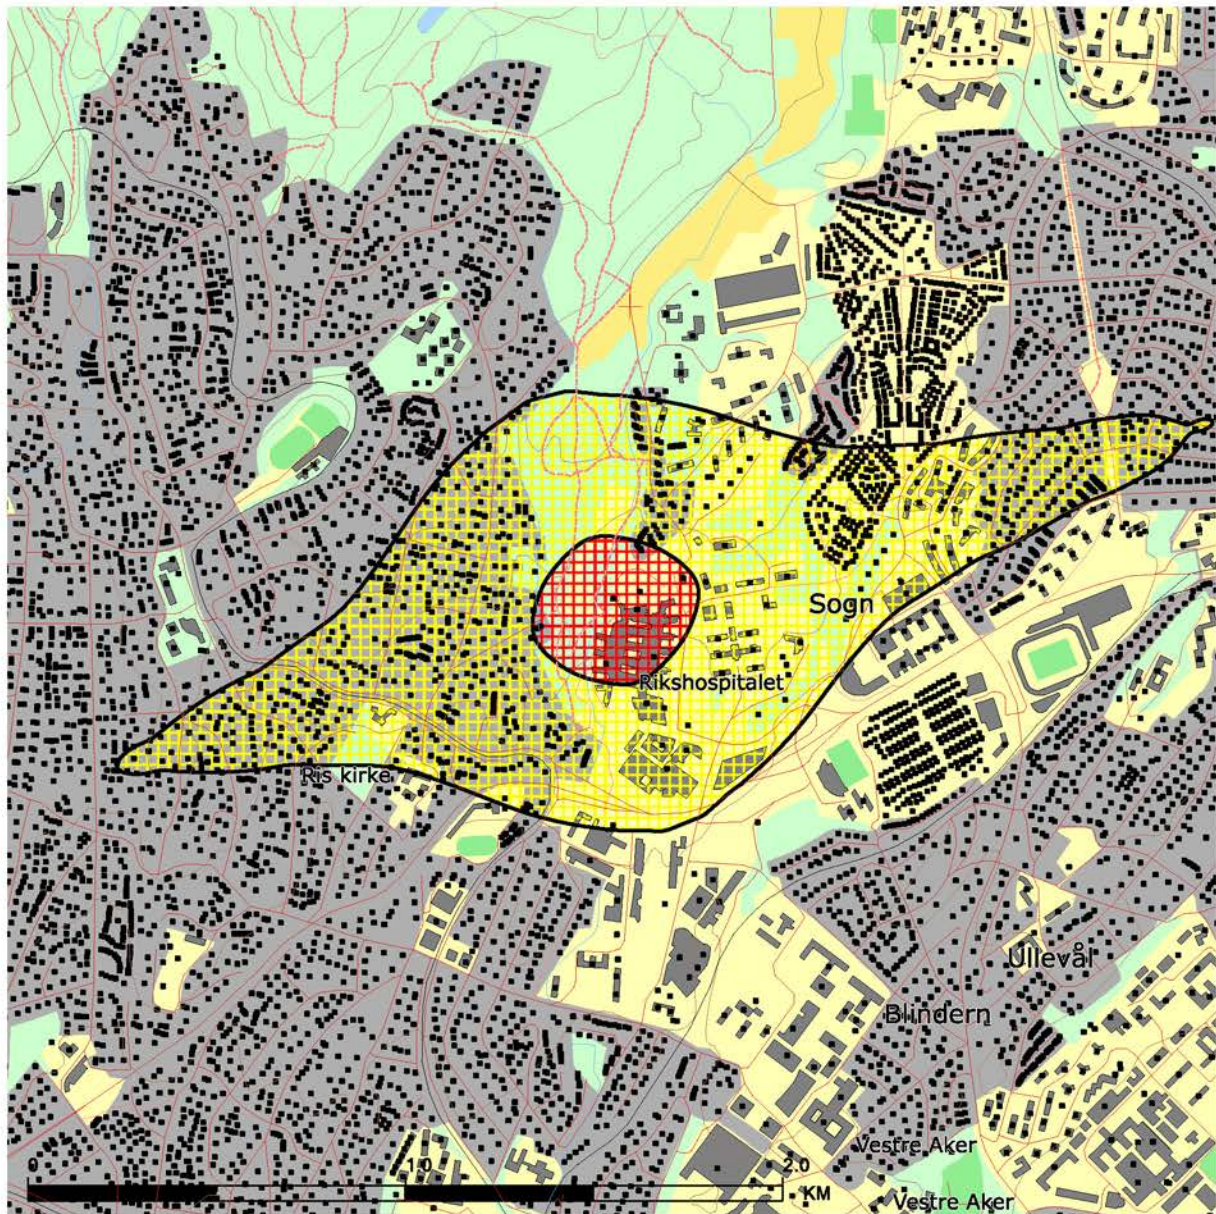 Sogn
Rikshospitalet
Ris kirke
Ullevål
Blindern
Vestre Aker
0 1.0 2.0
KM
Vestre Aker